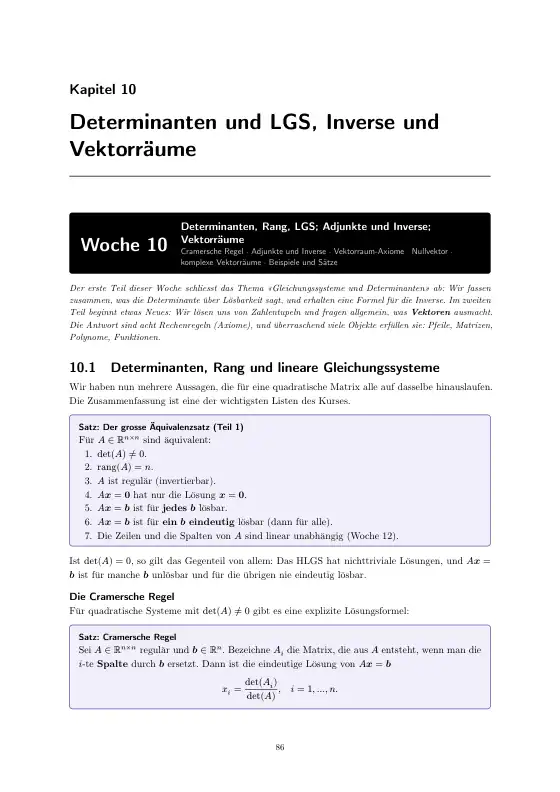 Kapitel 10
Determinanten und LGS, Inverse und
Vektorräume
Woche 10
Determinanten, Rang, LGS; Adjunkte und Inverse;
Vektorräume
Cramersche Regel · Adjunkte und Inverse · Vektorraum-Axiome · Nullvektor ·
komplexe Vektorräume · Beispiele und Sätze
Der erste Teil dieser Woche schliesst das Thema «Gleichungssysteme und Determinanten» ab: Wir fassen
zusammen, was die Determinante über Lösbarkeit sagt, und erhalten eine Formel für die Inverse. Im zweiten
Teil beginnt etwas Neues: Wir lösen uns von Zahlentupeln und fragen allgemein, was Vektoren ausmacht.
Die Antwort sind acht Rechenregeln (Axiome), und überraschend viele Objekte erfüllen sie: Pfeile, Matrizen,
Polynome, Funktionen.
10.1 Determinanten, Rang und lineare Gleichungssysteme
Wir haben nun mehrere Aussagen, die für eine quadratische Matrix alle auf dasselbe hinauslaufen.
Die Zusammenfassung ist eine der wichtigsten Listen des Kurses.
Satz: Der grosse Äquivalenzsatz (Teil 1)
Für A ∈ ℝⁿˣⁿ sind äquivalent:
1. det(A) ≠ 0.
2. rang(A) = n.
3. A ist regulär (invertierbar).
4. Ax = 0 hat nur die Lösung x = 0.
5. Ax = b ist für jedes b lösbar.
6. Ax = b ist für ein b eindeutig lösbar (dann für alle).
7. Die Zeilen und die Spalten von A sind linear unabhängig (Woche 12).
Ist det(A) = 0, so gilt das Gegenteil von allem: Das HLGS hat nichttriviale Lösungen, und Ax =
b ist für manche b unlösbar und für die übrigen nie eindeutig lösbar.
Die Cramersche Regel
Für quadratische Systeme mit det(A) ≠ 0 gibt es eine explizite Lösungsformel:
Satz: Cramersche Regel
Sei A ∈ ℝⁿˣⁿ regulär und b ∈ ℝⁿ. Bezeichne Aᵢ die Matrix, die aus A entsteht, wenn man die
i-te Spalte durch b ersetzt. Dann ist die eindeutige Lösung von Ax = b
xᵢ = det(Aᵢ) / det(A), i = 1, ..., n.
86